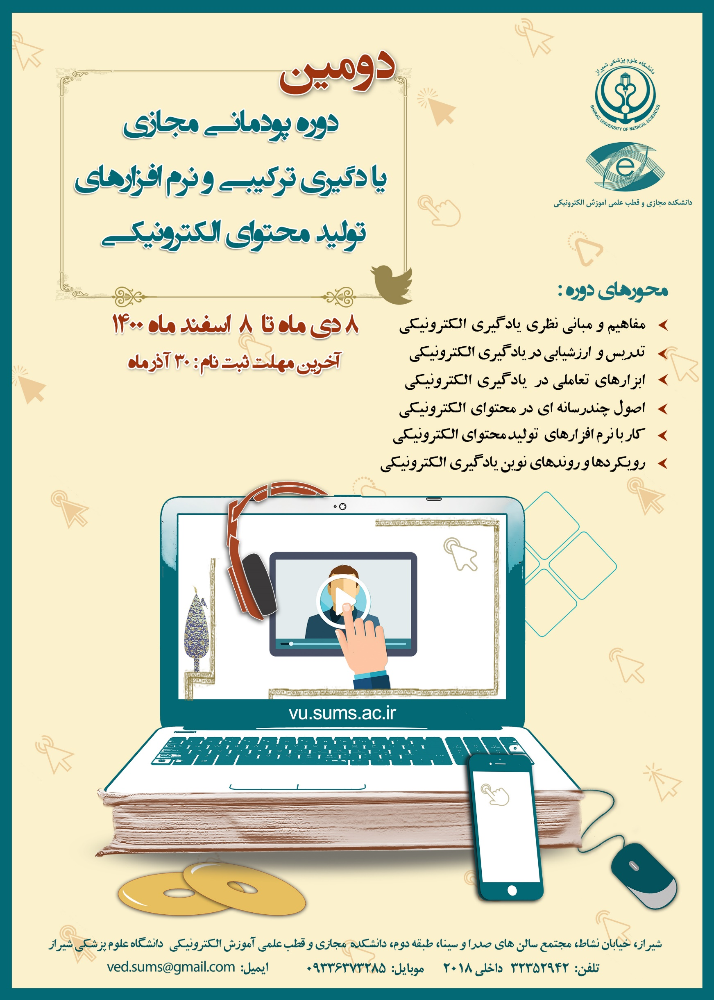 دانشگاه علوم پزشکی شیراز
SHIRAZ UNIVERSITY OF MEDICAL SCIENCES
e
دانشکده مجازی و قطب علمی آموزش الکترونیکی
دومین
دوره پودمانی مجازی
یادگیری ترکیبی و نرم افزارهای
تولید محتوای الکترونیکی
۸ دی ماه تا ۸ اسفند ماه ۱۴۰۰
آخرین مهلت ثبت نام: ۳۰ آذرماه
محورهای دوره :
مفاهیم و مبانی نظری یادگیری الکترونیکی
تدریس و ارزشیابی در یادگیری الکترونیکی
ابزارهای تعاملی در یادگیری الکترونیکی
اصول چندرسانه ای در محتوای الکترونیکی
کار با نرم افزارهای تولید محتوای الکترونیکی
رویکردها و روندهای نوین یادگیری الکترونیکی
vu.sums.ac.ir
شیراز، خیابان نشاط، مجتمع سالن های صدرا و سینا، طبقه دوم، دانشکده مجازی و قطب علمی آموزش الکترونیکی دانشگاه علوم پزشکی شیراز
تلفن: ۳۲۳۵۲۹۴۲ داخلی ۲۰۱۸ موبایل: ۰۹۳۳۶۳۷۳۲۸۵ ایمیل: ved.sums@gmail.com